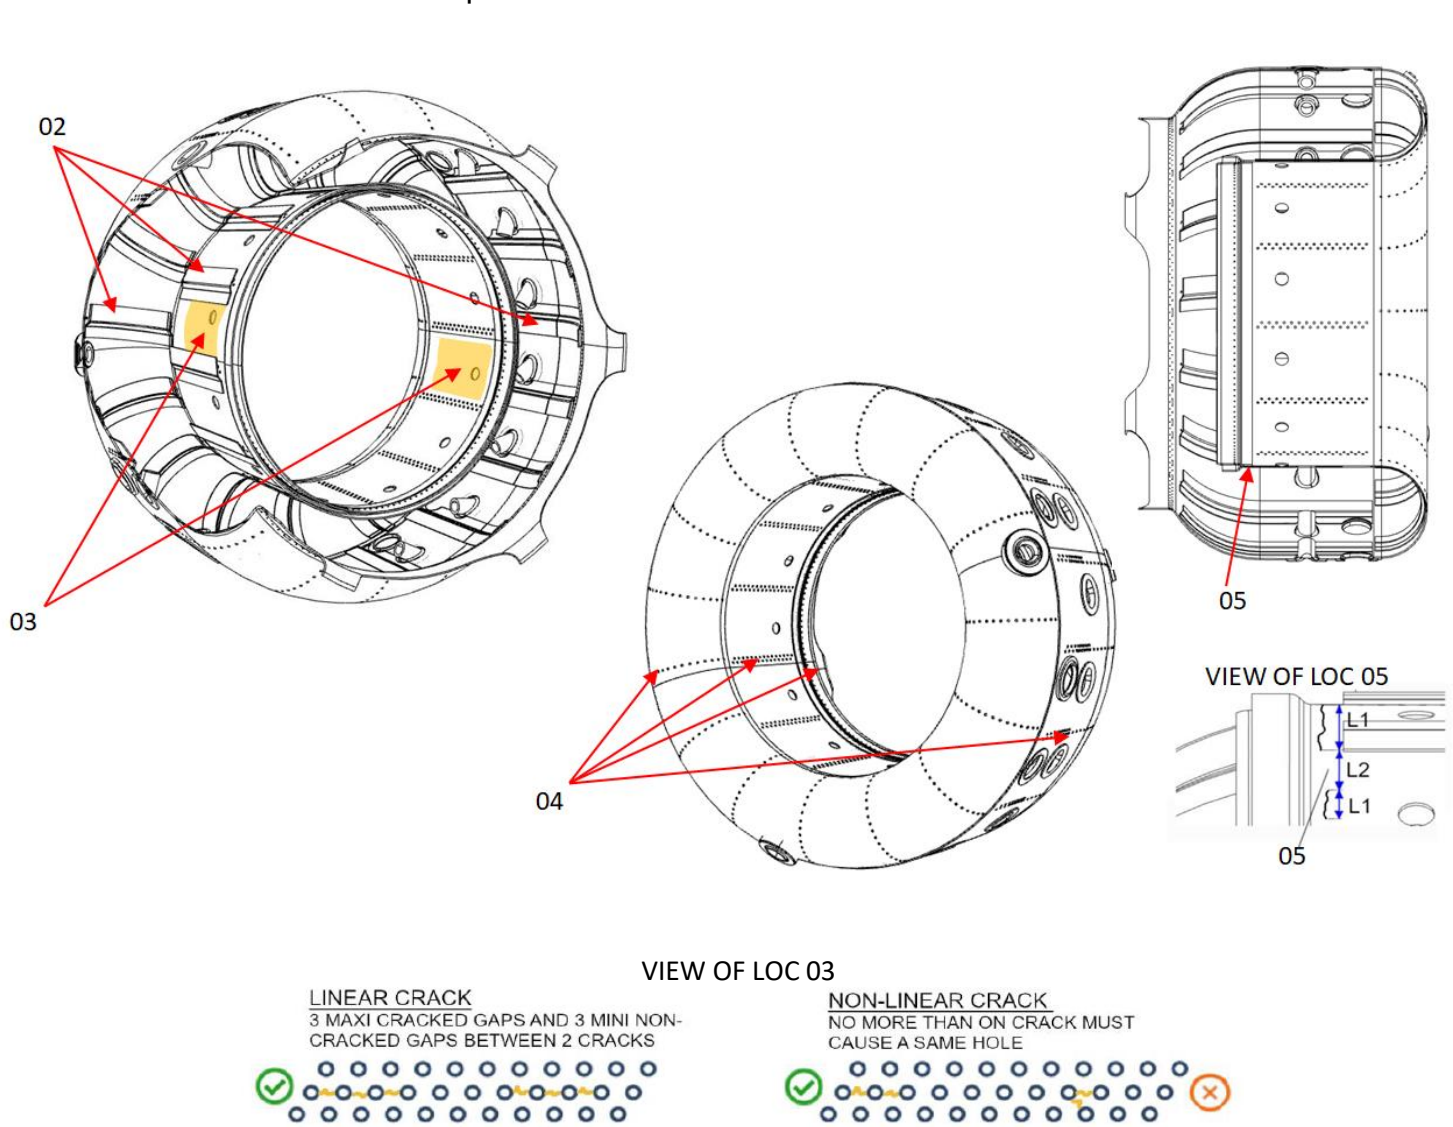 02
03
04
05
VIEW OF LOC 05
L1
L2
L1
05
VIEW OF LOC 03
LINEAR CRACK
3 MAXI CRACKED GAPS AND 3 MINI NON-
CRACKED GAPS BETWEEN 2 CRACKS
NON-LINEAR CRACK
NO MORE THAN ON CRACK MUST
CAUSE A SAME HOLE